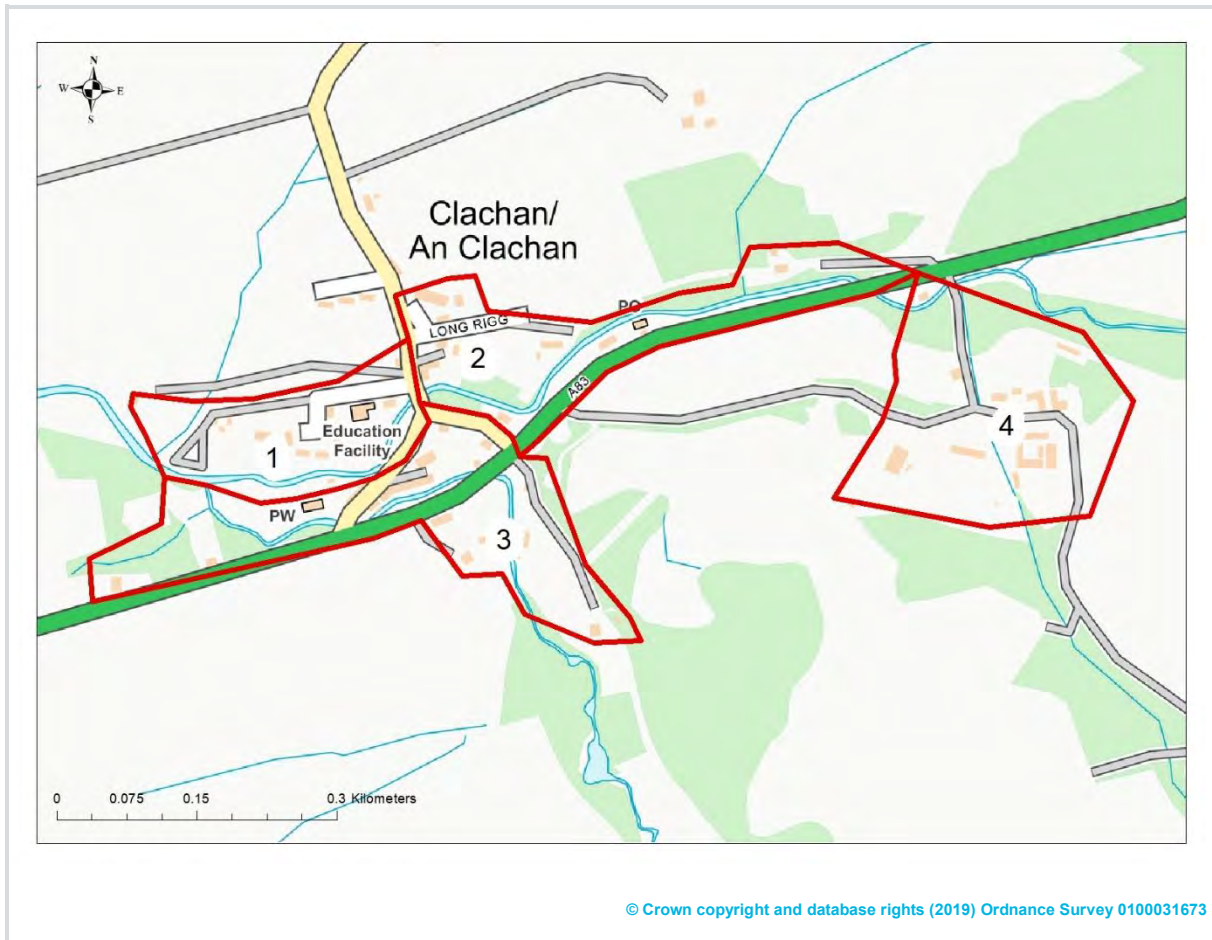 N
W E
S
Clachan/
An Clachan
PO
LONG RIGG
2
A83
4
Education
Facility
1
PW
3
0 0.075 0.15 0.3 Kilometers
© Crown copyright and database rights (2019) Ordnance Survey 0100031673